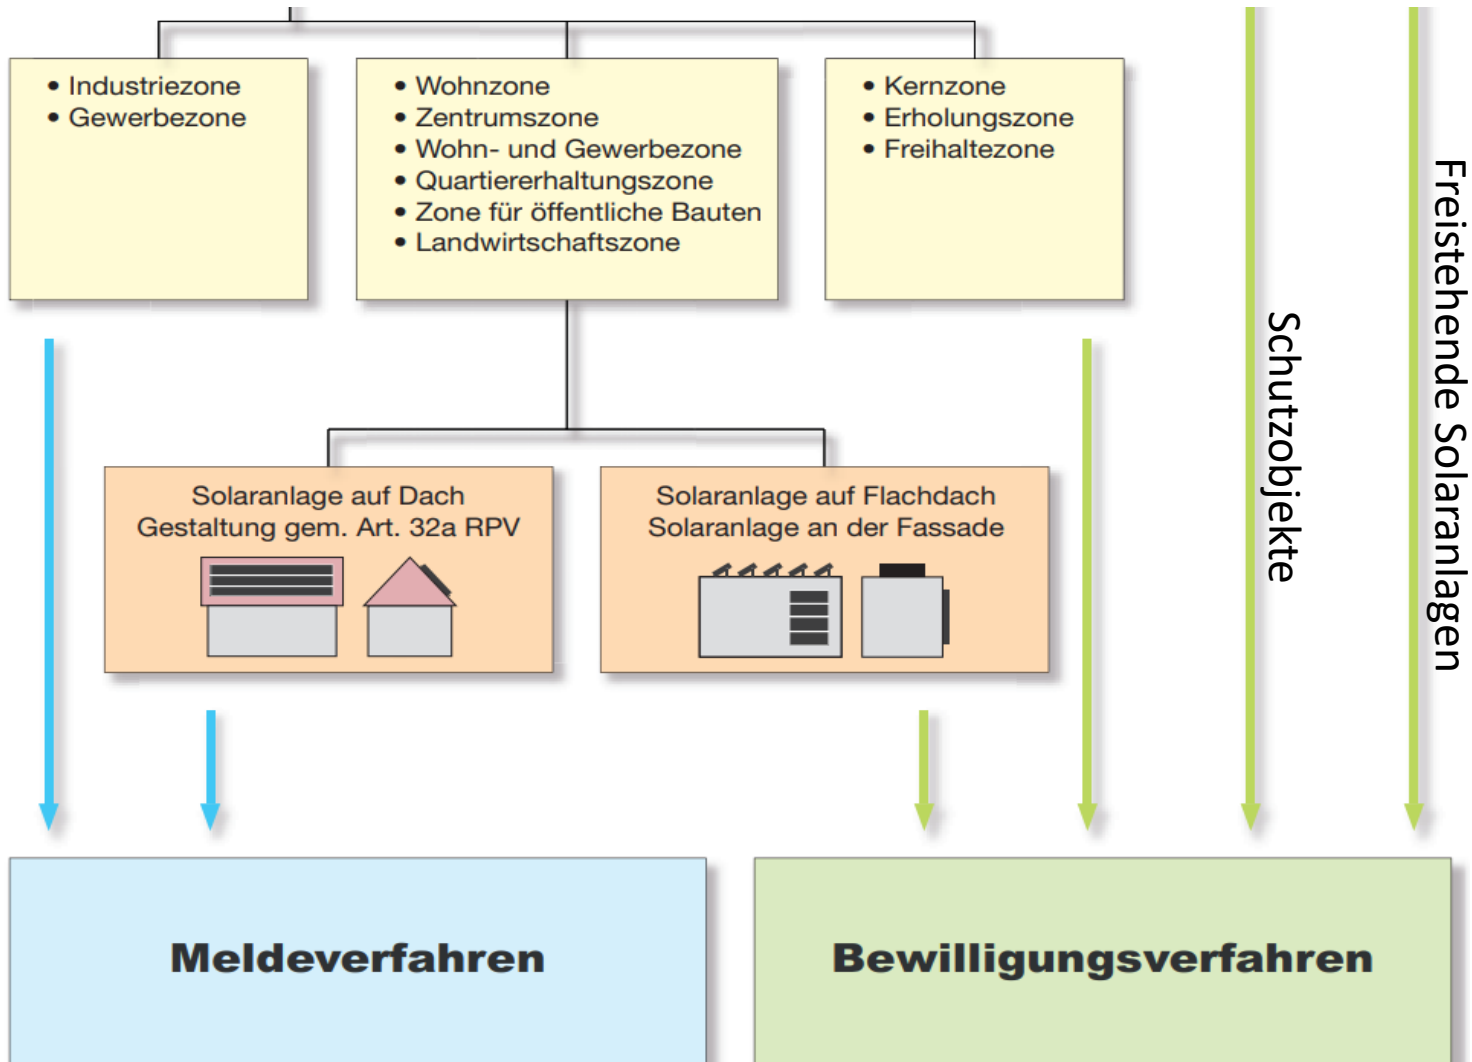 • Industriezone
• Gewerbezone
• Wohnzone
• Zentrumszone
• Wohn- und Gewerbezone
• Quartiererhaltungszone
• Zone für öffentliche Bauten
• Landwirtschaftszone
• Kernzone
• Erholungszone
• Freihaltezone
Schutzobjekte
Freistehende Solaranlagen
Solaranlage auf Dach
Gestaltung gem. Art. 32a RPV
Solaranlage auf Flachdach
Solaranlage an der Fassade
Meldeverfahren
Bewilligungsverfahren